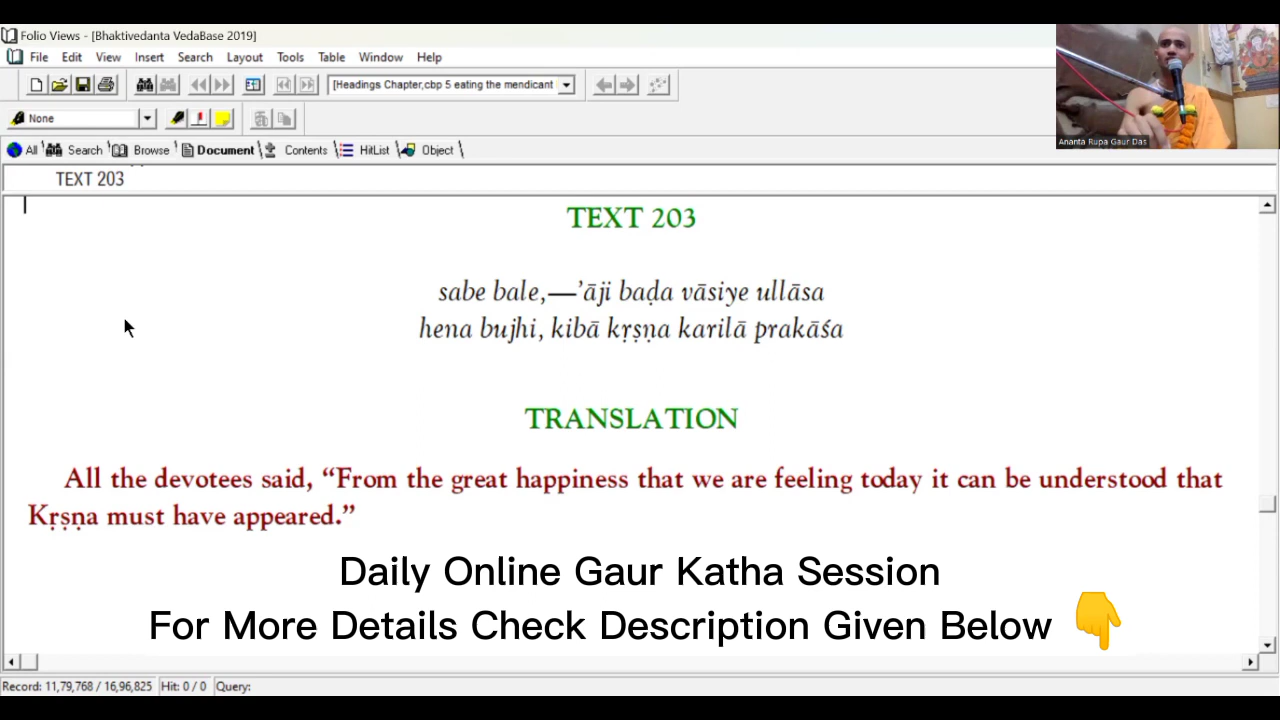 Folio Views - [Bhaktivedanta VedaBase 2019]
File Edit View Insert Search Layout Tools Table Window Help
[Headings Chapter,cbp 5 eating the mendicant
None
All Search Browse Document Contents HitList Object
TEXT 203
Ananta Rupa Gaur Das
TEXT 203
sabe bale,—’āji baḍa vāsiye ullāsa
hena bujhi, kibā kṛṣṇa karilā prakāśa
TRANSLATION
All the devotees said, “From the great happiness that we are feeling today it can be understood that
Kṛṣṇa must have appeared.”
Daily Online Gaur Katha Session
For More Details Check Description Given Below 👇
Record: 11,79,768 / 16,96,825 Hit: 0 / 0 Query: